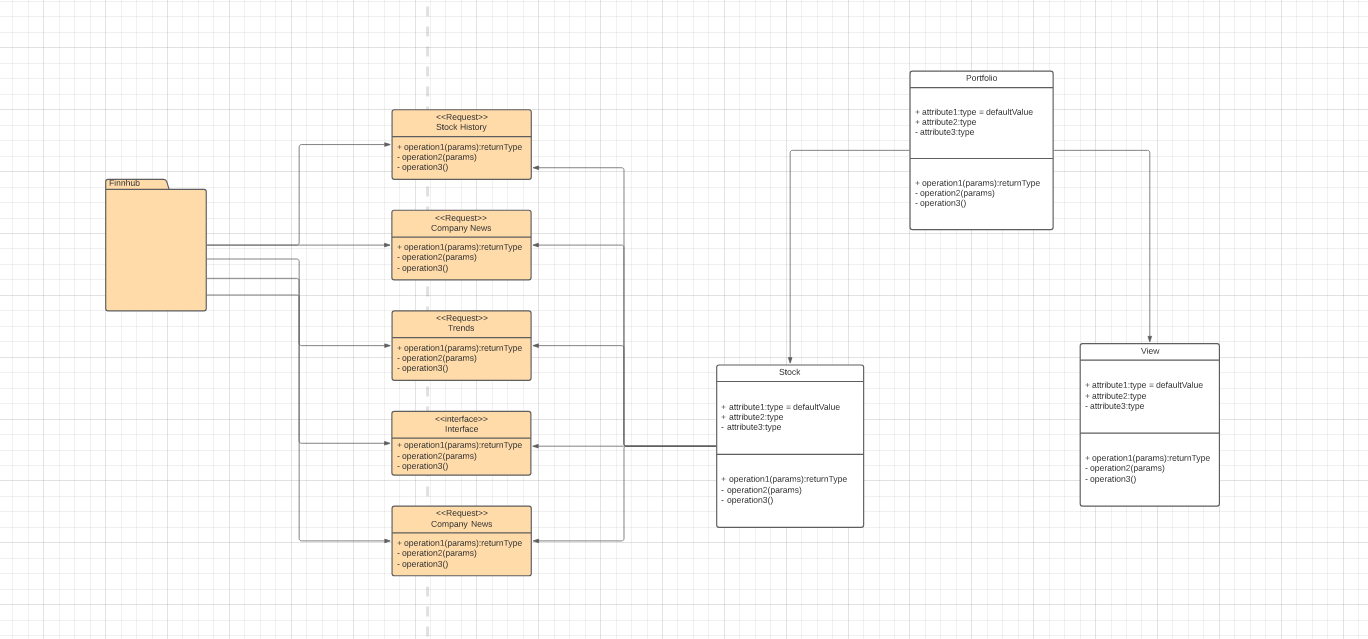 Finnhub
<<Request>>
Stock History
+ operation1(params):returnType
- operation2(params)
- operation3()
<<Request>>
Company News
+ operation1(params):returnType
- operation2(params)
- operation3()
<<Request>>
Trends
+ operation1(params):returnType
- operation2(params)
- operation3()
<<interface>>
Interface
+ operation1(params):returnType
- operation2(params)
- operation3()
<<Request>>
Company News
+ operation1(params):returnType
- operation2(params)
- operation3()
Portfolio
+ attribute1:type = defaultValue
+ attribute2:type
- attribute3:type
+ operation1(params):returnType
- operation2(params)
- operation3()
Stock
+ attribute1:type = defaultValue
+ attribute2:type
- attribute3:type
+ operation1(params):returnType
- operation2(params)
- operation3()
View
+ attribute1:type = defaultValue
+ attribute2:type
- attribute3:type
+ operation1(params):returnType
- operation2(params)
- operation3()